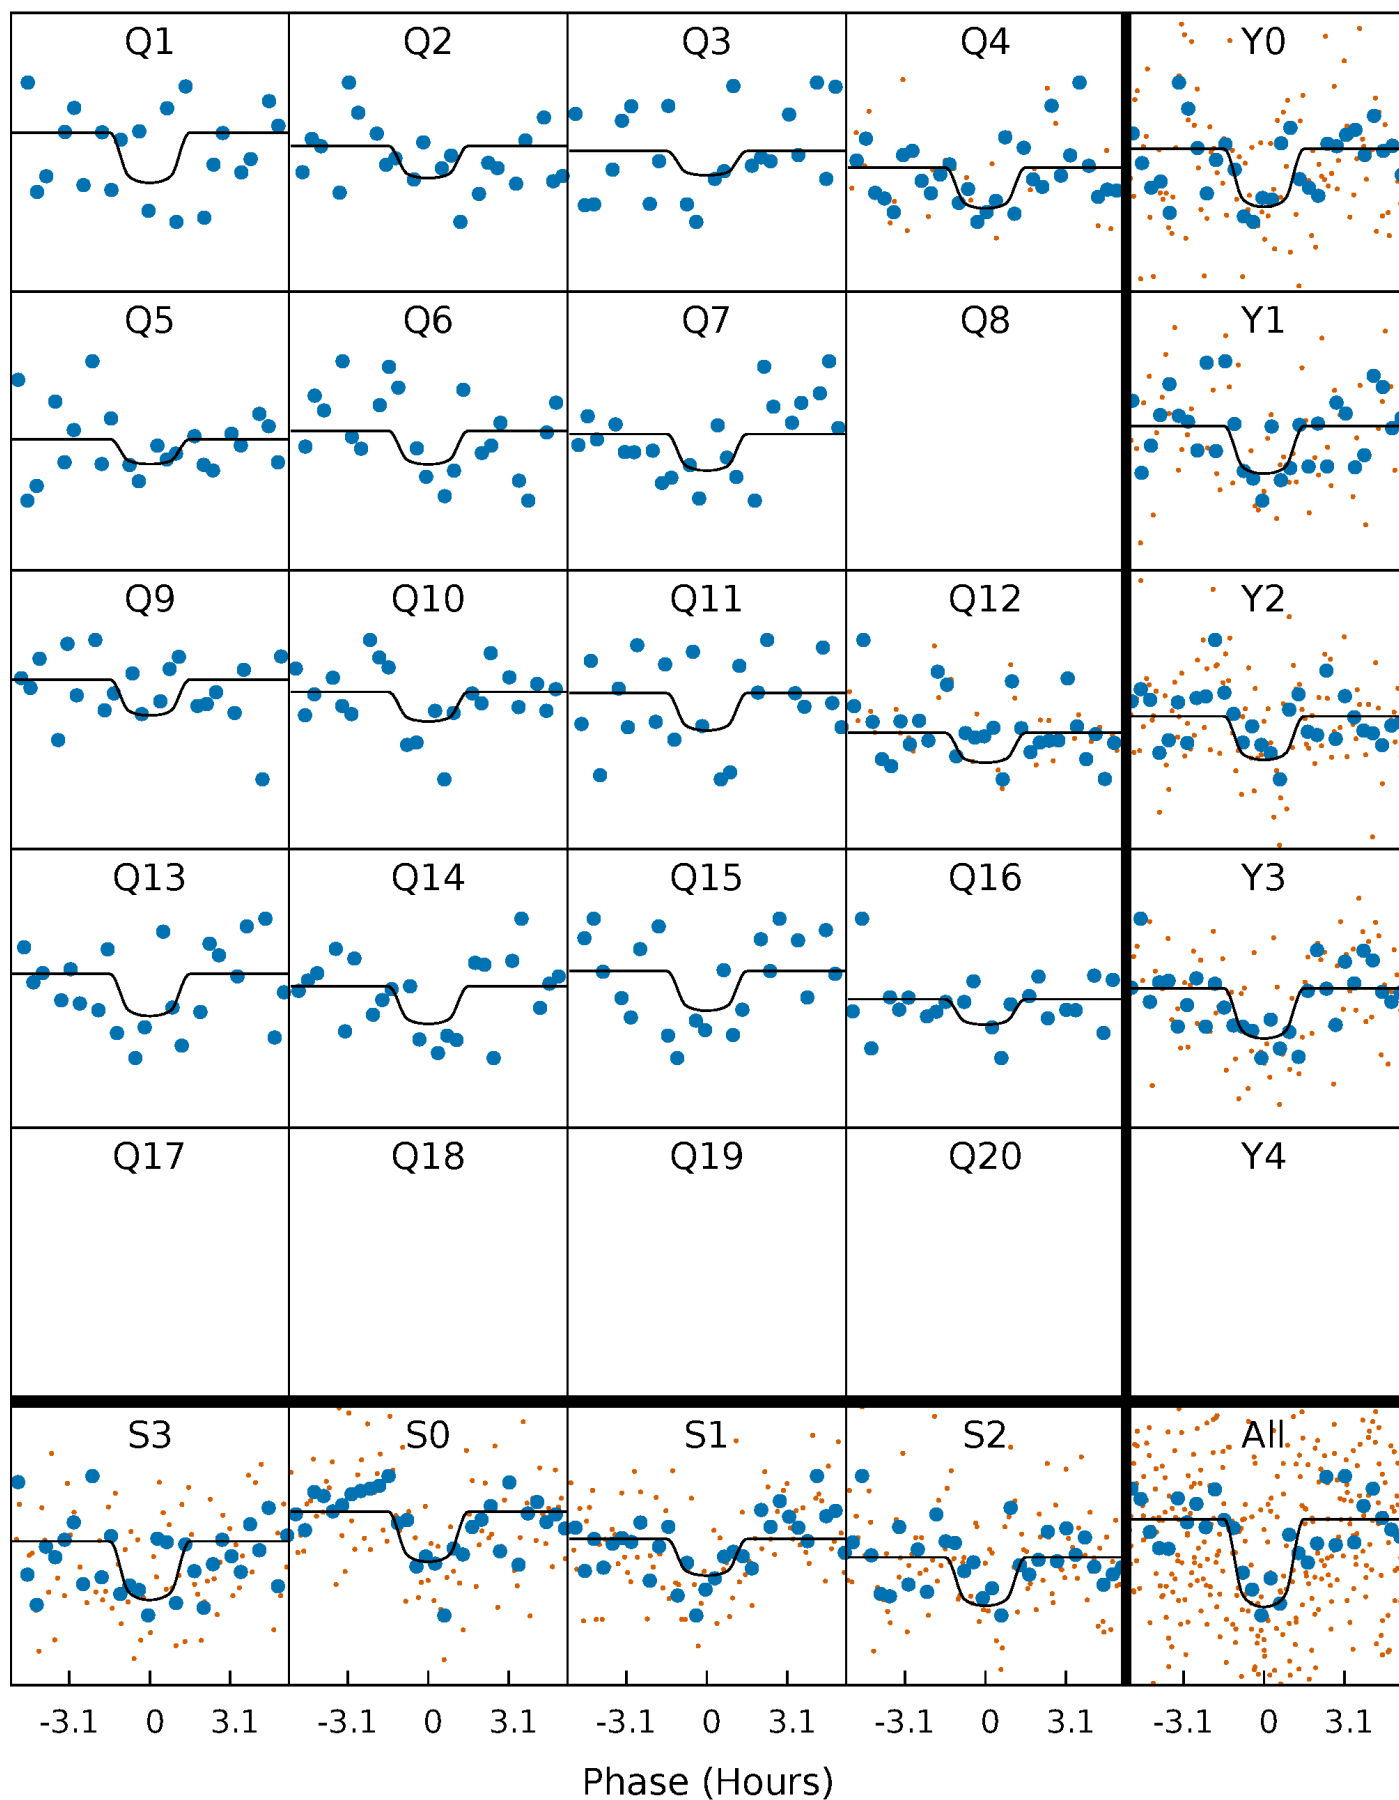 Q1 Q2 Q3 Q4 Y0
Q5 Q6 Q7 Q8 Y1
Q9 Q10 Q11 Q12 Y2
Q13 Q14 Q15 Q16 Y3
Q17 Q18 Q19 Q20 Y4
S3 S0 S1 S2 All
-3.1 0 3.1 -3.1 0 3.1 -3.1 0 3.1 -3.1 0 3.1 -3.1 0 3.1
Phase (Hours)